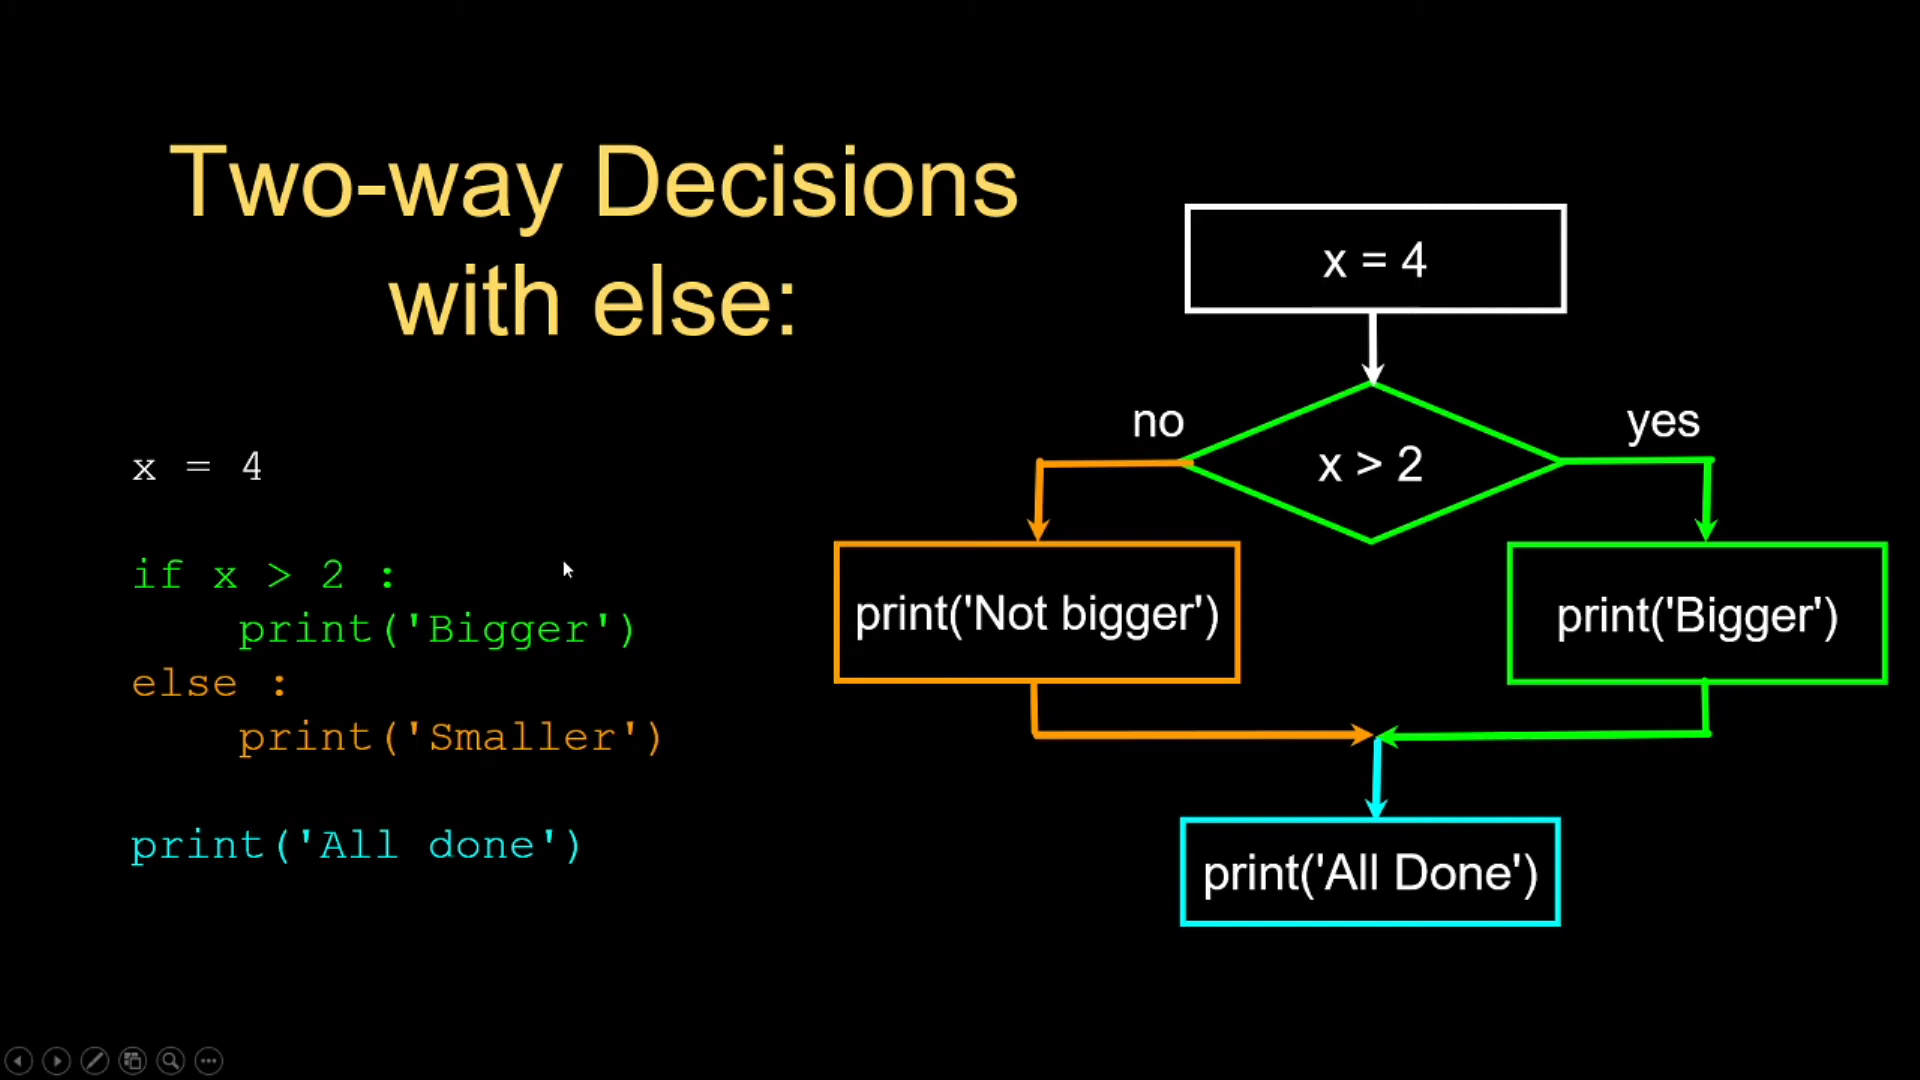 Two-way Decisions
with else:
x = 4
if x > 2 :
print('Bigger')
else :
print('Smaller')
print('All done')
x = 4
no
yes
x > 2
print('Not bigger')
print('Bigger')
print('All Done')